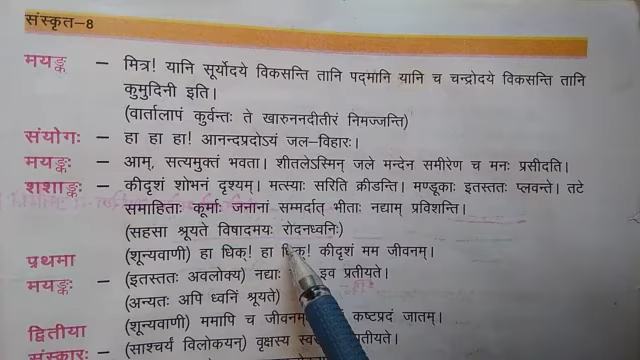 संस्कृत–8
मयङ्क – मित्र! यानि सूर्योदये विकसन्ति तानि पद्मानि यानि च चन्द्रोदये विकसन्ति तानि
कुमुदिनी इति।
(वार्तालापं कुर्वन्तः ते खारुननदीतीरं निमज्जन्ति)
संयोगः – हा हा हा! आनन्दप्रदोऽयं जल–विहारः।
मयङ्कः – आम्, सत्यमुक्तं भवता। शीतलेऽस्मिन् जले मन्देन समीरेण च मनः प्रसीदति।
शशाङ्कः – कीदृशं शोभनं दृश्यम्। मत्स्याः सरिति क्रीडन्ति। मण्डूकाः इतस्ततः प्लवन्ते। तटे
समाहिताः कूर्माः जनानां सम्मर्दात् भीताः नद्याम् प्रविशन्ति।
(सहसा श्रूयते विषादमयः रोदनध्वनिः)
प्रथमा (शून्यवाणी) हा धिक्! हा धिक्! कीदृशं मम जीवनम्।
मयङ्कः – (इतस्ततः अवलोक्य) नद्याः इव प्रतीयते।
(अन्यतः अपि ध्वनिं श्रूयते)
द्वितीया (शून्यवाणी) ममापि च जीवनम् कष्टप्रदं जातम्।
संस्कारः – (साश्चर्यं विलोकयन्) वृक्षस्य प्रतीयते।